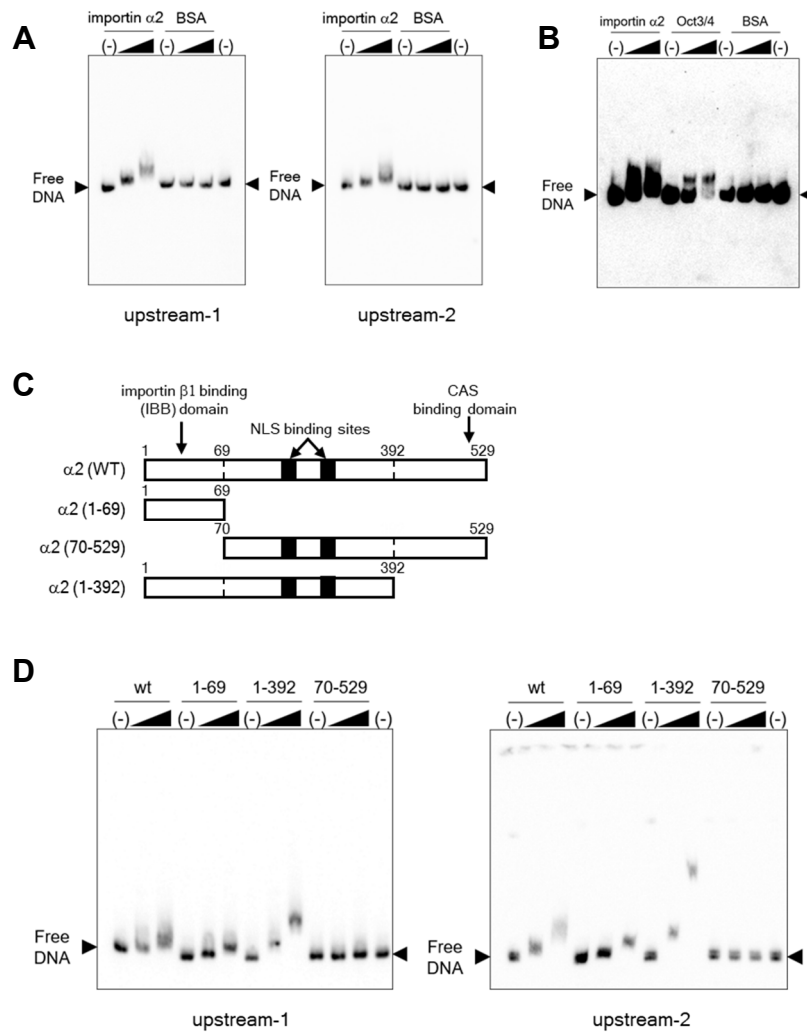 A
importin α2 BSA
(-) (-) (-)
Free
DNA
upstream-1
importin α2 BSA
(-) (-) (-)
Free
DNA
upstream-2
B
importin α2 Oct3/4 BSA
(-) (-) (-) (-)
Free
DNA
C
importin β1 binding
(IBB) domain
NLS binding sites
CAS
binding domain
1 69 392 529
α2 (WT)
1 69
α2 (1-69)
70 529
α2 (70-529)
1 392
α2 (1-392)
D
wt 1-69 1-392 70-529
(-) (-) (-) (-) (-)
Free
DNA
upstream-1
wt 1-69 1-392 70-529
(-) (-) (-) (-) (-)
Free
DNA
upstream-2